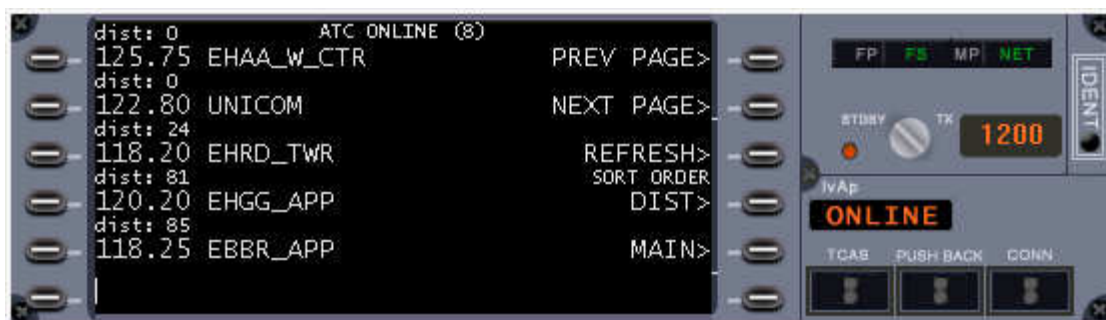 dist: 0 ATC ONLINE (8)
125.75 EHAA_W_CTR PREV PAGE>
dist: 0
122.80 UNICOM NEXT PAGE>
dist: 24
118.20 EHRD_TWR REFRESH>
dist: 81 SORT ORDER
120.20 EHGG_APP DIST>
dist: 85
118.25 EBBR_APP MAIN>
FP FS MP NET
IDENT
STDBY TX
1200
IvAp
ONLINE
TCAS PUSH BACK CONN